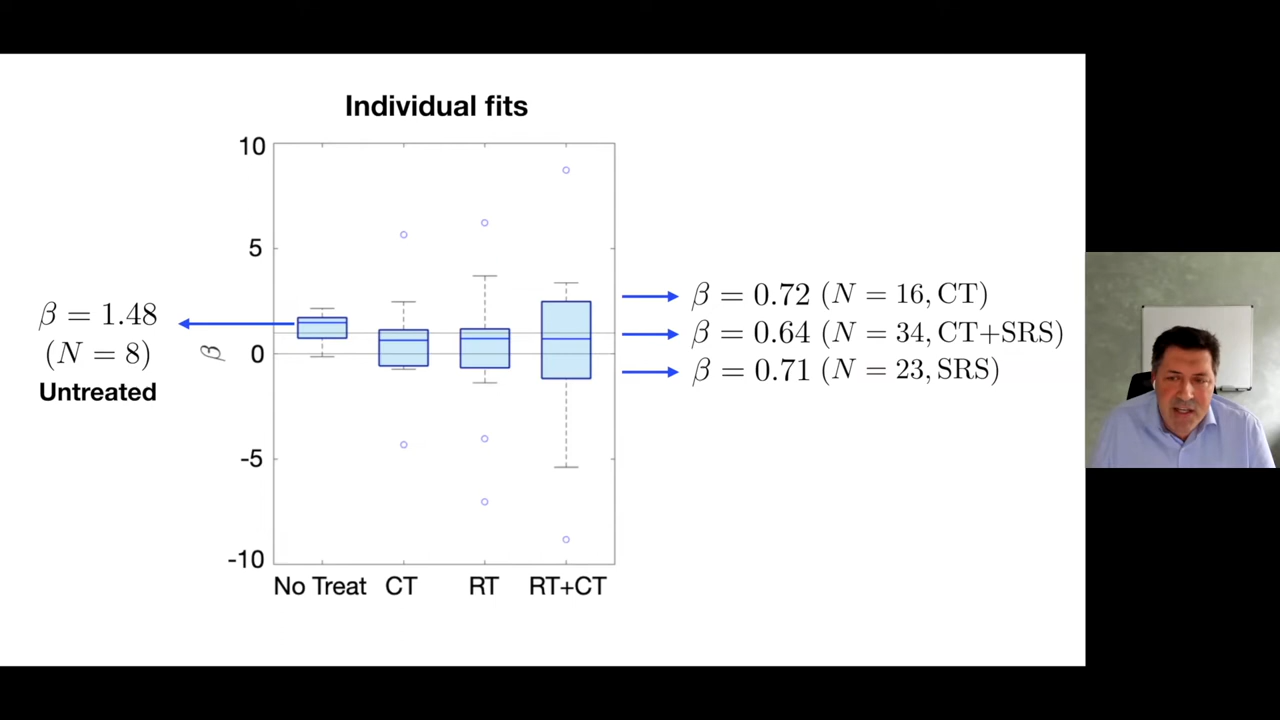 Individual fits
10
5
0
-5
-10
β
No Treat CT RT RT+CT
β = 1.48
(N = 8)
Untreated
β = 0.72 (N = 16, CT)
β = 0.64 (N = 34, CT+SRS)
β = 0.71 (N = 23, SRS)